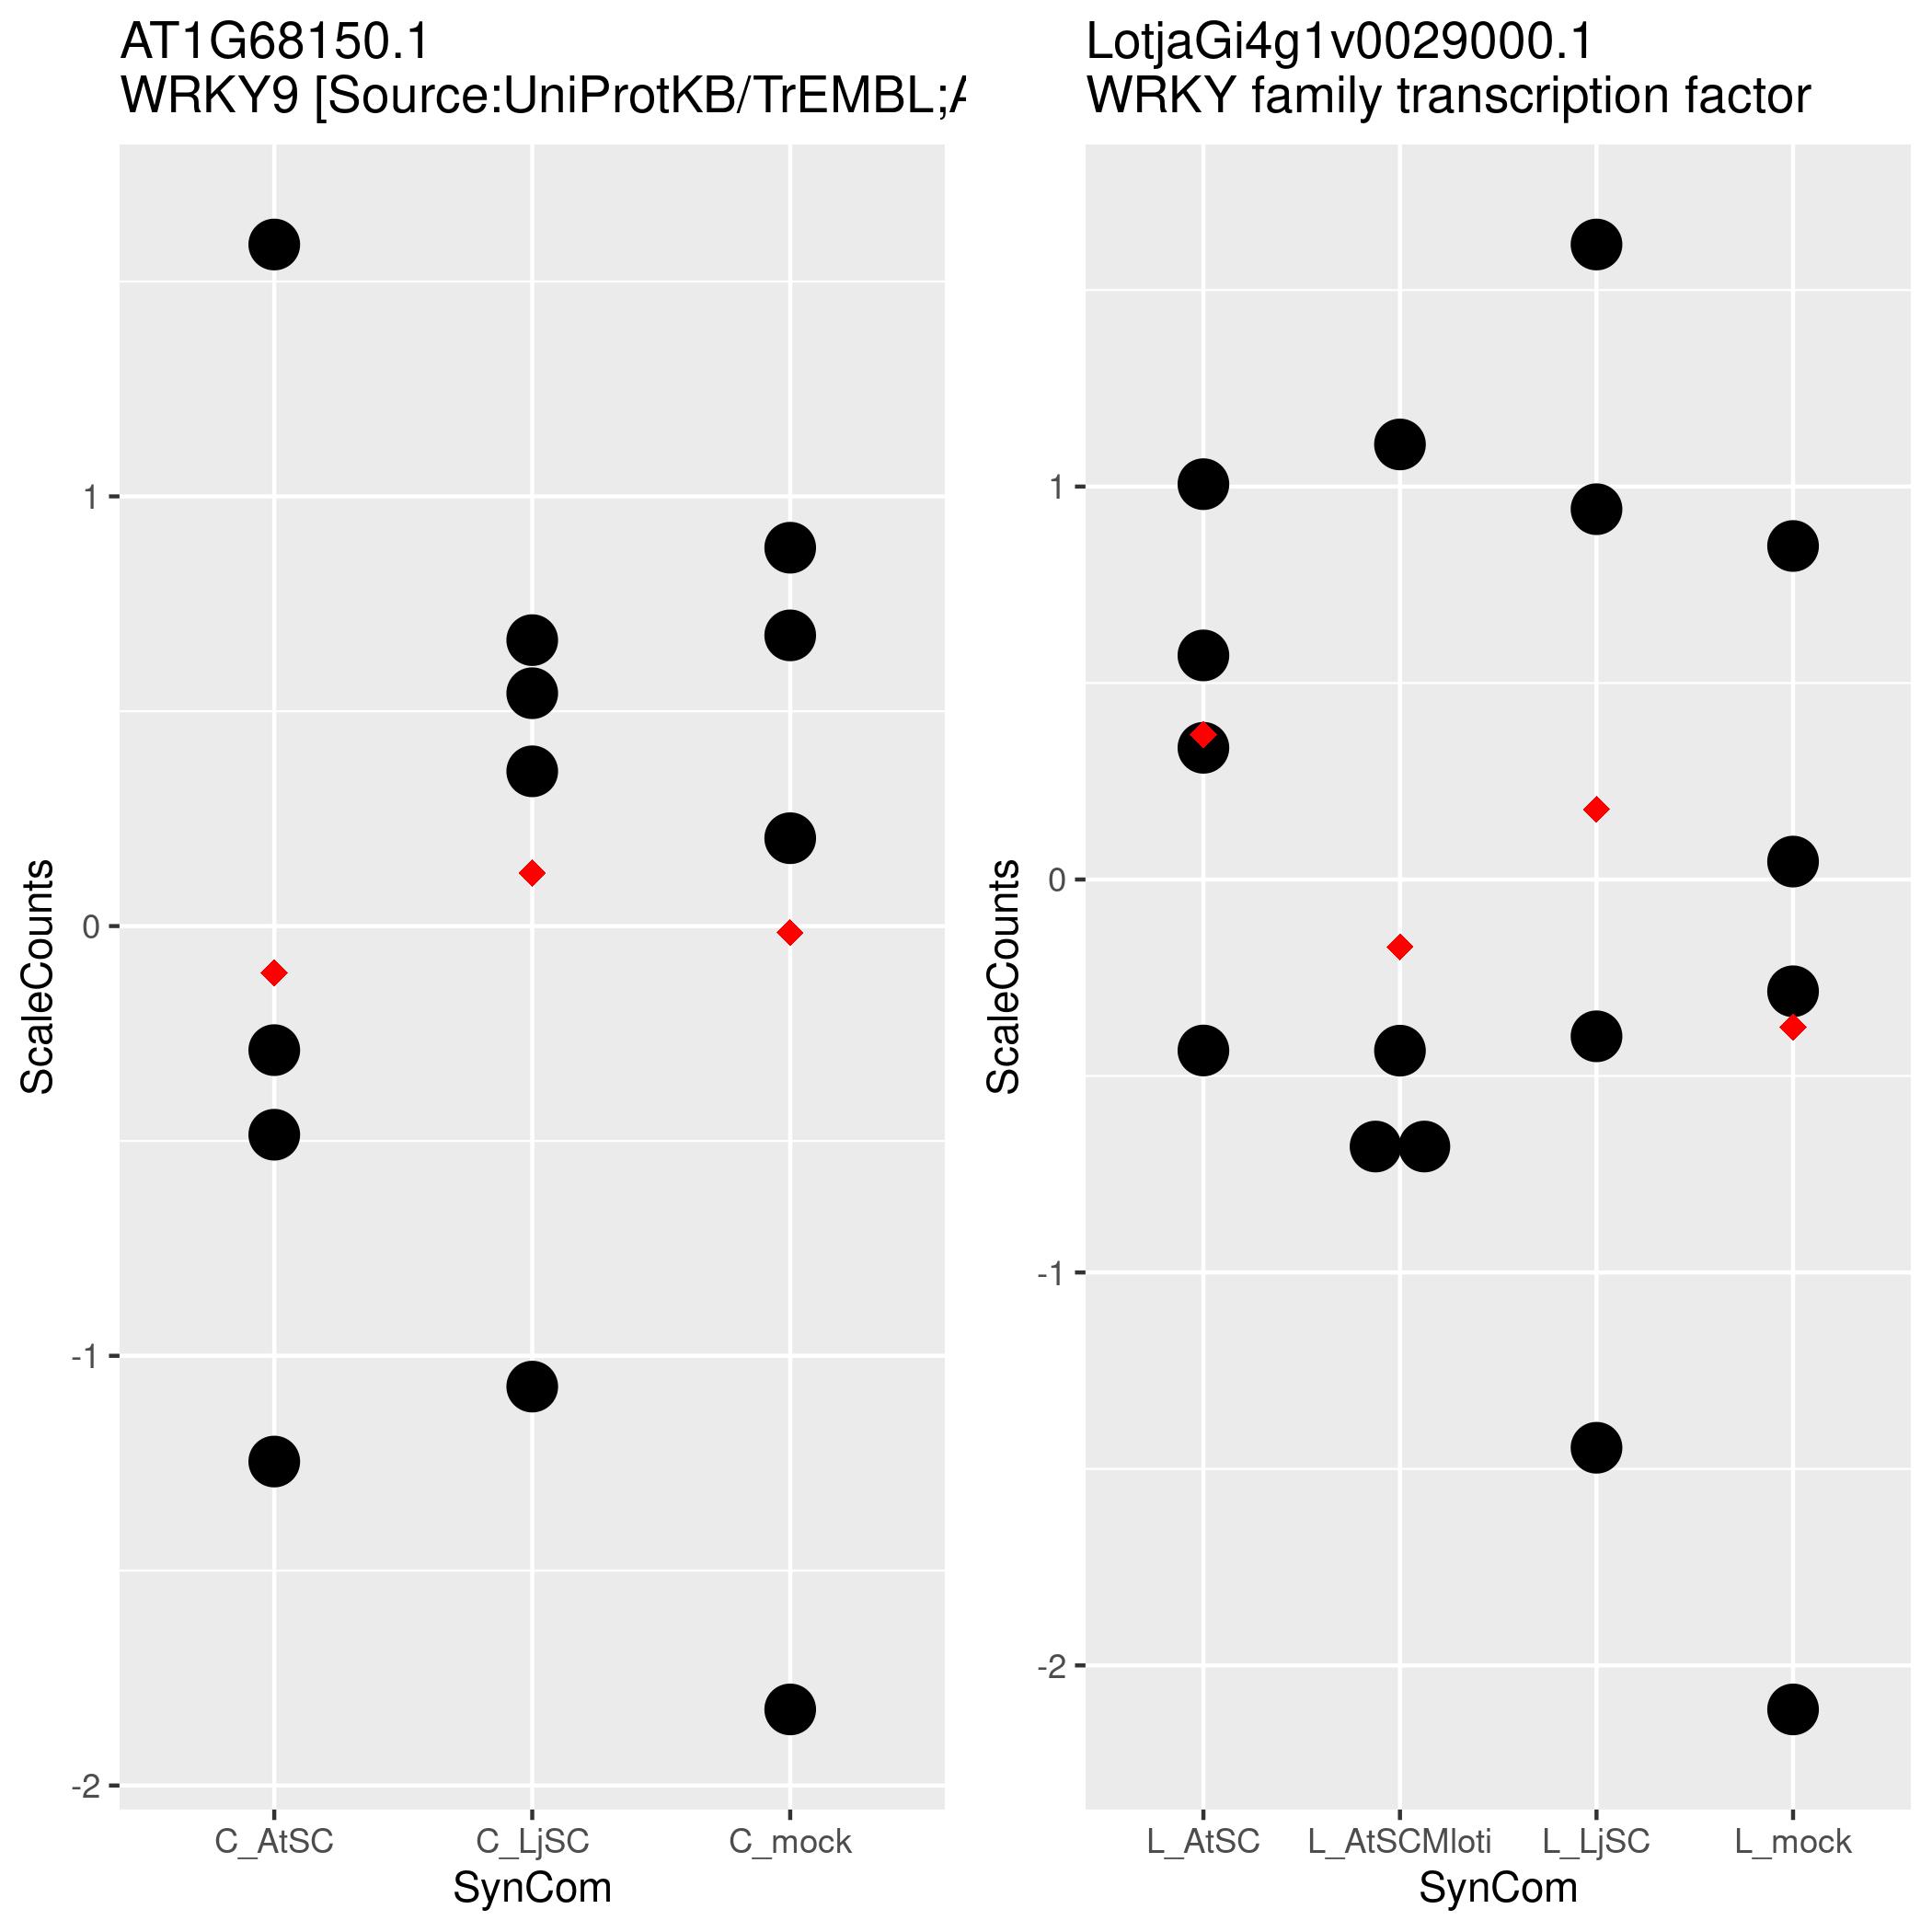 AT1G68150.1
WRKY9 [Source:UniProtKB/TrEMBL;A
ScaleCounts
1
0
-1
-2
C_AtSC C_LjSC C_mock
SynCom
LotjaGi4g1v0029000.1
WRKY family transcription factor
ScaleCounts
1
0
-1
-2
L_AtSC L_AtSCMloti L_LjSC L_mock
SynCom